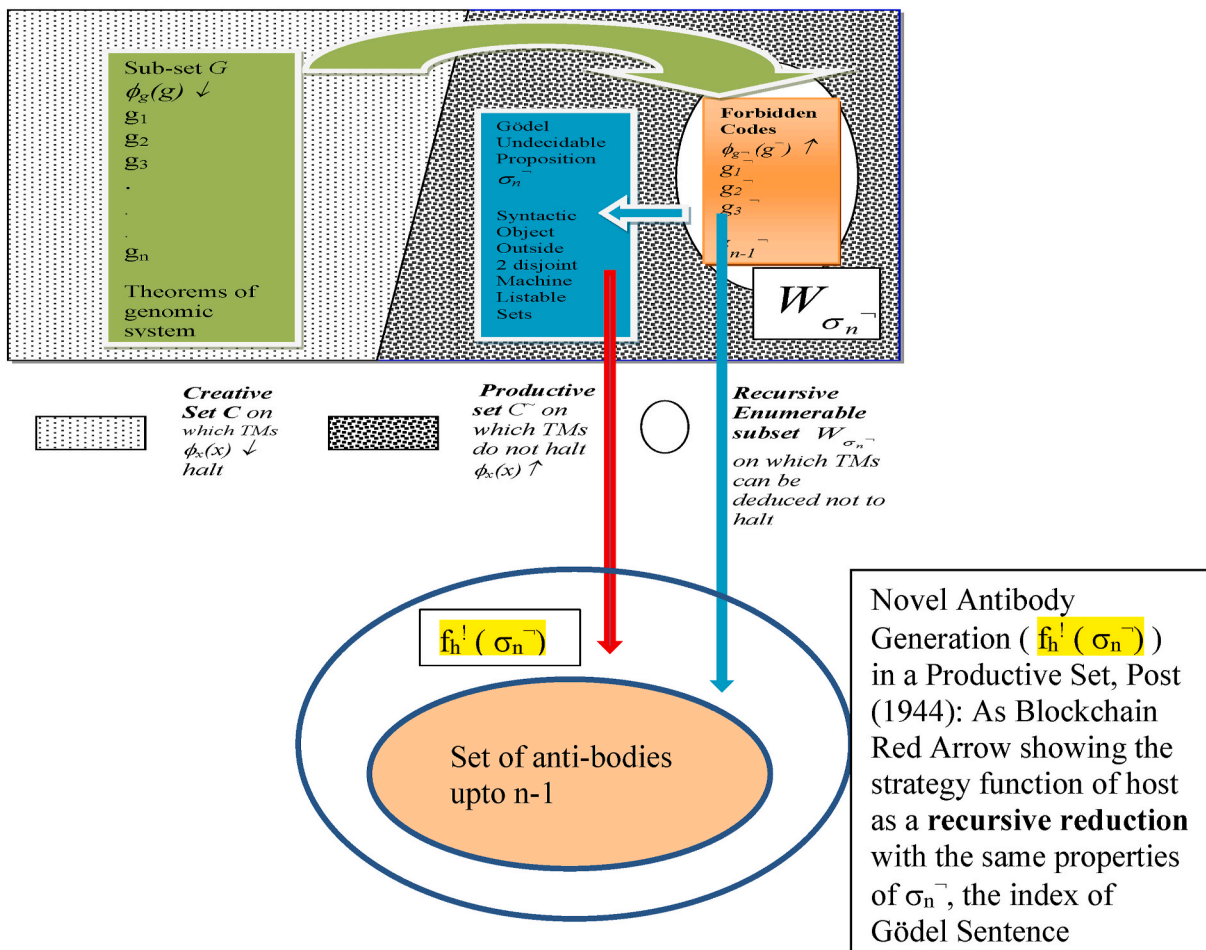 Sub-set G
ϕg(g) ↓
g1
g2
g3
.
.
.
gn
Theorems of
genomic
system
Gödel
Undecidable
Proposition
σn¬
Syntactic
Object
Outside
2 disjoint
Machine
Listable
Sets
Forbidden
Codes
ϕg¬(g¬) ↑
g1¬
g2¬
g3¬
n-1¬
Wσn¬
Creative
Set C on
which TMs
ϕx(x) ↓
halt
Productive
set C~ on
which TMs
do not halt
ϕx(x) ↑
Recursive
Enumerable
subset Wσn¬
on which TMs
can be
deduced not to
halt
fh!(σn¬)
Set of anti-bodies
upto n-1
Novel Antibody
Generation ( fh!(σn¬) )
in a Productive Set, Post
(1944): As Blockchain
Red Arrow showing the
strategy function of host
as a recursive reduction
with the same properties
of σn¬, the index of
Gödel Sentence